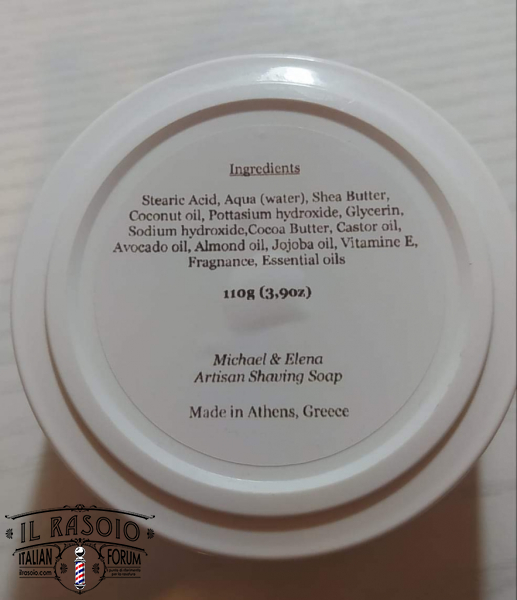 Ingredients
Stearic Acid, Aqua (water), Shea Butter,
Coconut oil, Pottasium hydroxide, Glycerin,
Sodium hydroxide,Cocoa Butter, Castor oil,
Avocado oil, Almond oil, Jojoba oil, Vitamine E,
Fragnance, Essential oils
110g (3,9oz)
Michael & Elena
Artisan Shaving Soap
Made in Athens, Greece
IL RASOIO
ITALIAN FORUM
ilrasoio.com